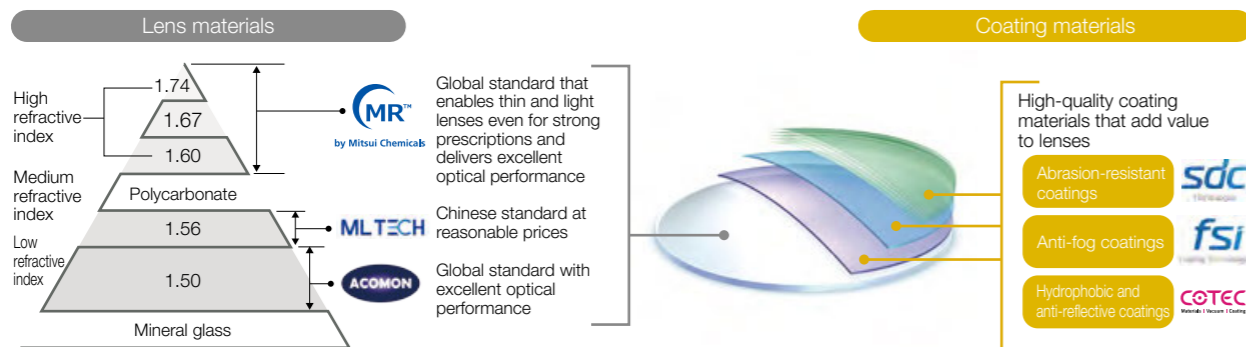 Lens materials
High
refractive
index
Medium
refractive
index
Low
refractive
index
1.74
1.67
1.60
Polycarbonate
1.56
1.50
Mineral glass
MR™
by Mitsui Chemicals
MLTECH
ACOMON
Global standard that
enables thin and light
lenses even for strong
prescriptions and
delivers excellent
optical performance
Chinese standard at
reasonable prices
Global standard with
excellent optical
performance
Coating materials
High-quality coating
materials that add value
to lenses
Abrasion-resistant
coatings
sdc
Anti-fog coatings
fsi
Hydrophobic and
anti-reflective coatings
COTEC
Materials | Vacuum | Coating